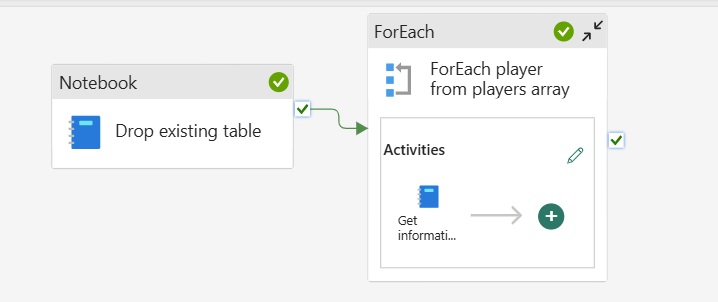 Notebook
Drop existing table
ForEach
ForEach player
from players array
Activities
Get
informati...